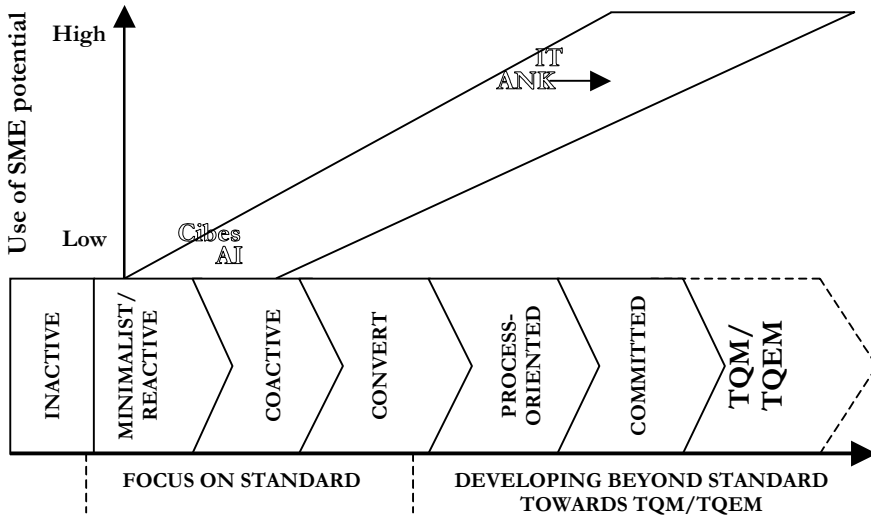 High
Use of SME potential
Low
IT
ANK
Cibes
AI
INACTIVE
MINIMALIST/
REACTIVE
COACTIVE
CONVERT
PROCESS-
ORIENTED
COMMITTED
TQM/
TQEM
FOCUS ON STANDARD
DEVELOPING BEYOND STANDARD
TOWARDS TQM/TQEM